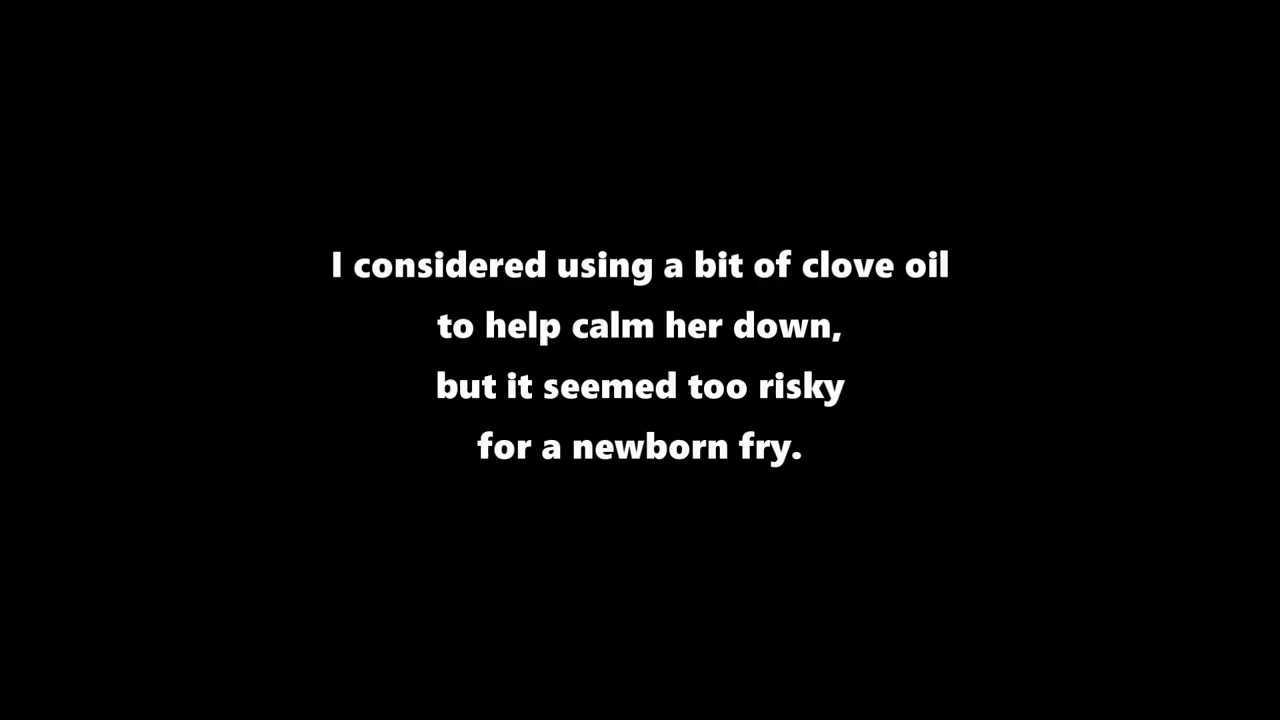 I considered using a bit of clove oil
to help calm her down,
but it seemed too risky
for a newborn fry.